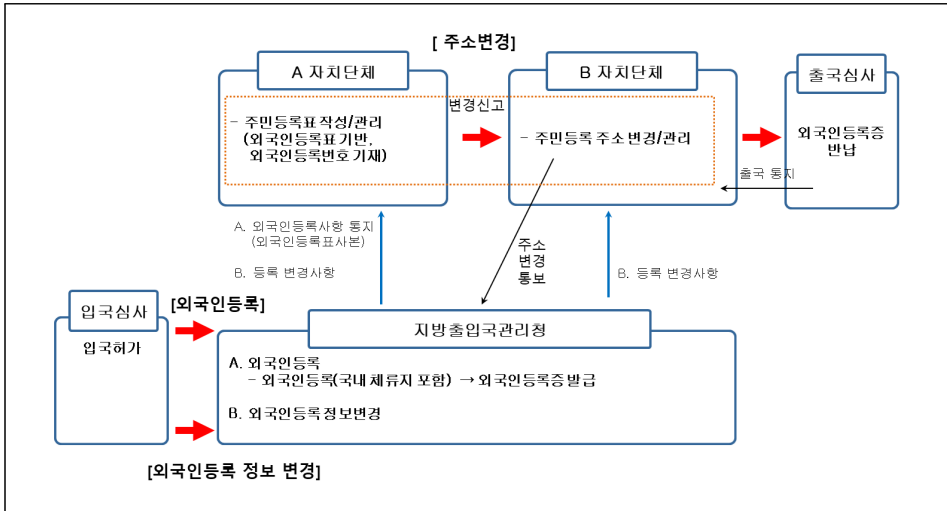 [ 주소변경]
A 자치단체
B 자치단체
출국심사
변경신고
- 주민등록표 작성/관리
(외국인등록표 기반,
외국인등록번호 기재)
- 주민등록 주소 변경/관리
외국인등록증
반납
출국 통지
A. 외국인등록사항 통지
(외국인등록표사본)
B. 등록 변경사항
주소
변경
통보
B. 등록 변경사항
입국심사
[외국인등록]
지방출입국관리청
입국허가
A. 외국인등록
- 외국인등록(국내 체류지 포함) → 외국인등록증 발급
B. 외국인등록 정보변경
[외국인등록 정보 변경]